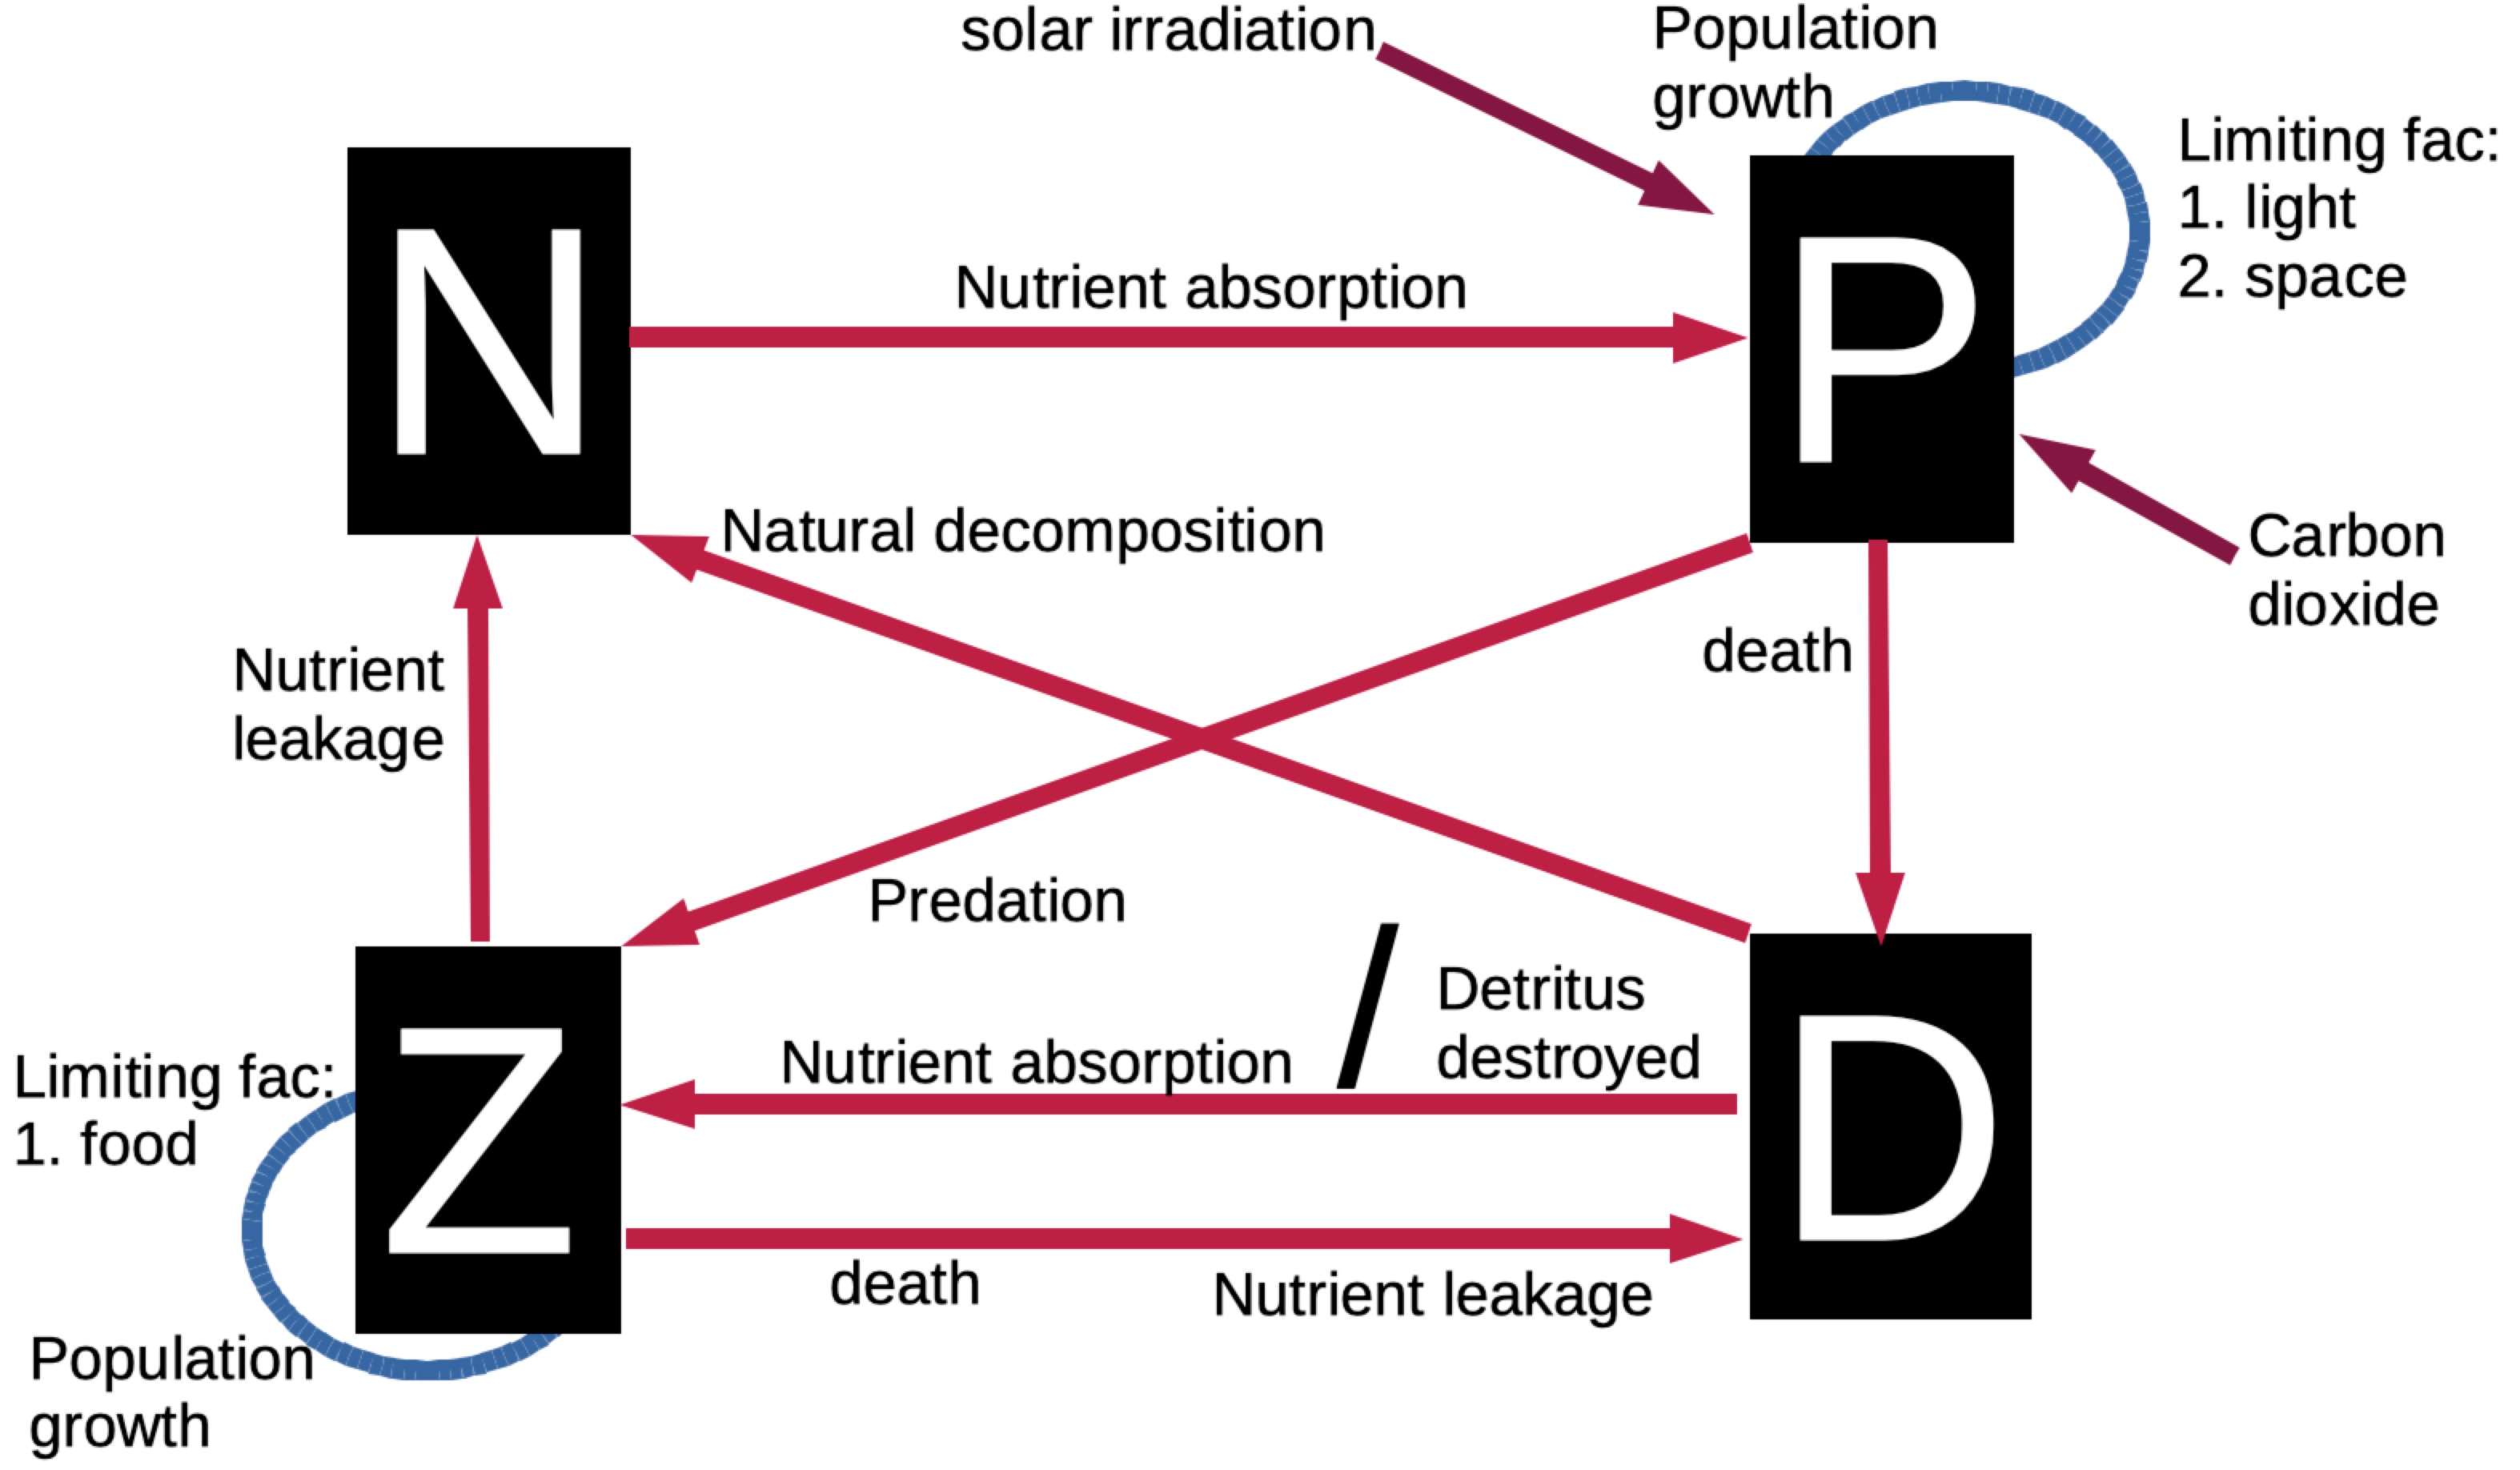 solar irradiation
Population
growth
Limiting fac:
1. light
2. space
N
P
Nutrient absorption
Natural decomposition
Carbon
dioxide
death
Nutrient
leakage
Predation
/
Detritus
destroyed
Nutrient absorption
Z
D
Limiting fac:
1. food
death
Nutrient leakage
Population
growth